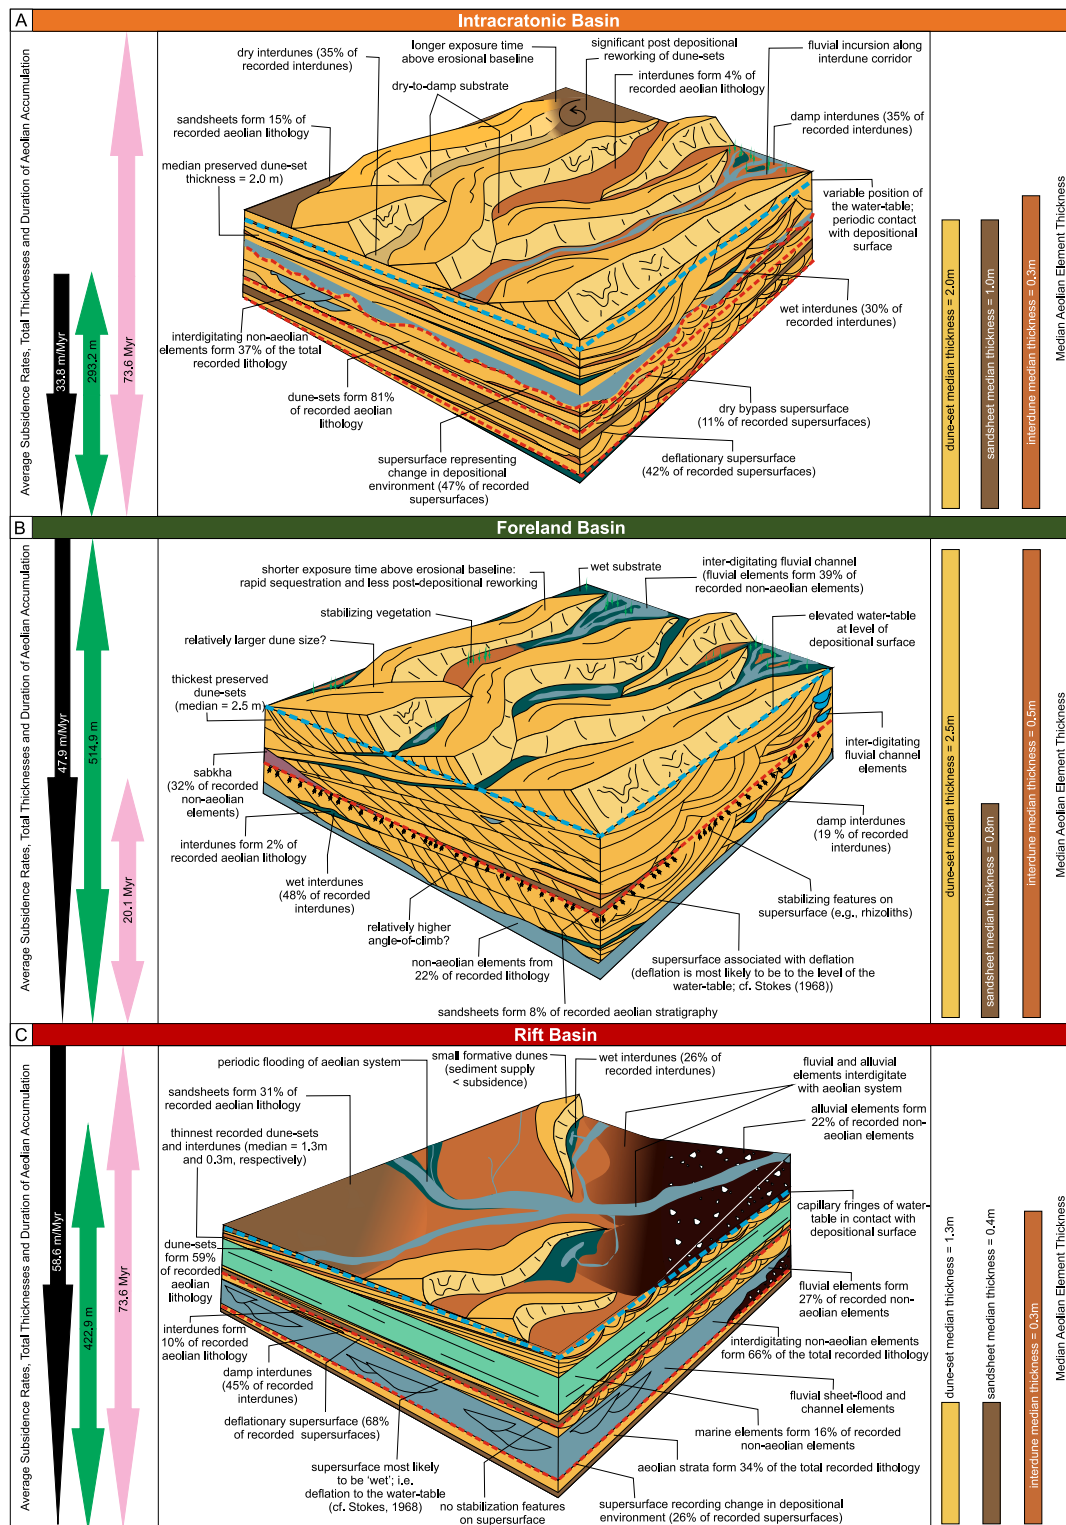 A
Intracratonic Basin
Average Subsidence Rates, Total Thicknesses and Duration of Aeolian Accumulation
33.8 m/Myr
293.2 m
73.6 Myr
dry interdunes (35% of
recorded interdunes)
longer exposure time
above erosional baseline
significant post depositional
reworking of dune-sets
fluvial incursion along
interdune corridor
dry-to-damp substrate
interdunes form 4% of
recorded aeolian lithology
sandsheets form 15% of
recorded aeolian lithology
damp interdunes (35%
of recorded interdunes)
median preserved dune-set
thickness = 2.0 m)
variable position of
the water-table;
periodic contact
with depositional
surface
wet interdunes (30% of
recorded interdunes)
interdigitating non-aeolian
elements form 37% of the total
recorded lithology
dune-sets form 81%
of recorded aeolian
lithology
dry bypass supersurface
(11% of recorded supersurfaces)
supersurface representing
change in depositional
environment (47% of recorded
supersurfaces)
deflationary supersurface
(42% of recorded supersurfaces)
dune-set median thickness = 2.0m
sandsheet median thickness = 1.0m
interdune median thickness = 0.3m
Median Aeolian Element Thickness
B
Foreland Basin
Average Subsidence Rates, Total Thicknesses and Duration of Aeolian Accumulation
47.9 m/Myr
514.9 m
20.1 Myr
shorter exposure time above erosional baseline:
rapid sequestration and less post-depositional reworking
wet substrate
inter-digitating fluvial channel
(fluvial elements form 39% of
recorded non-aeolian elements)
stabilizing vegetation
elevated water-table
at level of
depositional surface
relatively larger dune size?
thickest preserved
dune-sets
(median = 2.5 m)
inter-digitating
fluvial channel
elements
sabkha
(32% of recorded
non-aeolian
elements)
damp interdunes
(19 % of recorded
interdunes)
interdunes form 2%
of recorded aeolian lithology
wet interdunes
(48% of recorded
interdunes)
stabilizing features on
supersurface (e.g., rhizoliths)
relatively higher
angle-of-climb?
non-aeolian elements from
22% of recorded lithology
supersurface associated with deflation
(deflation is most likely to be to the level of the
water-table; cf. Stokes (1968))
sandsheets form 8% of recorded aeolian stratigraphy
dune-set median thickness = 2.5m
sandsheet median thickness = 0.8m
interdune median thickness = 0.5m
Median Aeolian Element Thickness
C
Rift Basin
Average Subsidence Rates, Total Thicknesses and Duration of Aeolian Accumulation
58.6 m/Myr
422.9 m
73.6 Myr
periodic flooding of aeolian system
small formative dunes
(sediment supply
< subsidence)
wet interdunes (26% of
recorded interdunes)
fluvial and alluvial
elements interdigitate
with aeolian system
sandsheets form 31% of
recorded aeolian lithology
alluvial elements form
22% of recorded non-
aeolian elements
thinnest recorded dune-sets
and interdunes (median = 1.3m
and 0.3m, respectively)
capillary fringes of water-
table in contact with
depositional surface
dune-sets
form 59%
of recorded
aeolian
lithology
fluvial elements form
27% of recorded non-
aeolian elements
interdunes form
10% of recorded
aeolian lithology
interdigitating non-aeolian elements
form 66% of the total recorded lithology
damp interdunes
(45% of recorded
interdunes)
fluvial sheet-flood and
channel elements
deflationary supersurface (68%
of recorded supersurfaces)
marine elements form 16% of recorded
non-aeolian elements
supersurface most likely
to be 'wet'; i.e.
deflation to the water-table
(cf. Stokes, 1968)
aeolian strata form 34% of the total recorded lithology
no stabilization features
on supersurface
supersurface recording change in depositional
environment (26% of recorded supersurfaces)
dune-set median thickness = 1.3m
sandsheet median thickness = 0.4m
interdune median thickness = 0.3m
Median Aeolian Element Thickness